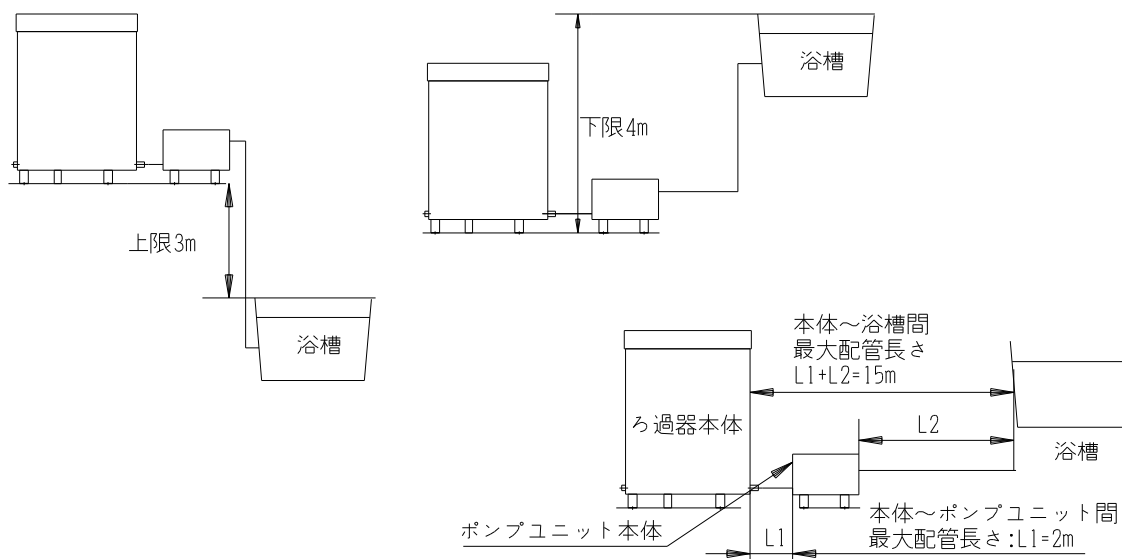 浴槽
下限4m
上限3m
浴槽
本体～浴槽間
最大配管長さ
L1+L2=15m
ろ過器本体
L2
浴槽
ポンプユニット本体
L1
本体～ポンプユニット間
最大配管長さ:L1=2m